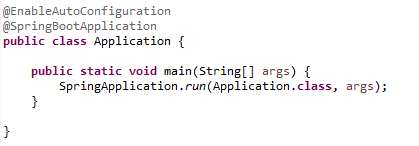 @EnableAutoConfiguration
@SpringBootApplication
public class Application {
public static void main(String[] args) {
SpringApplication.run(Application.class, args);
}
}